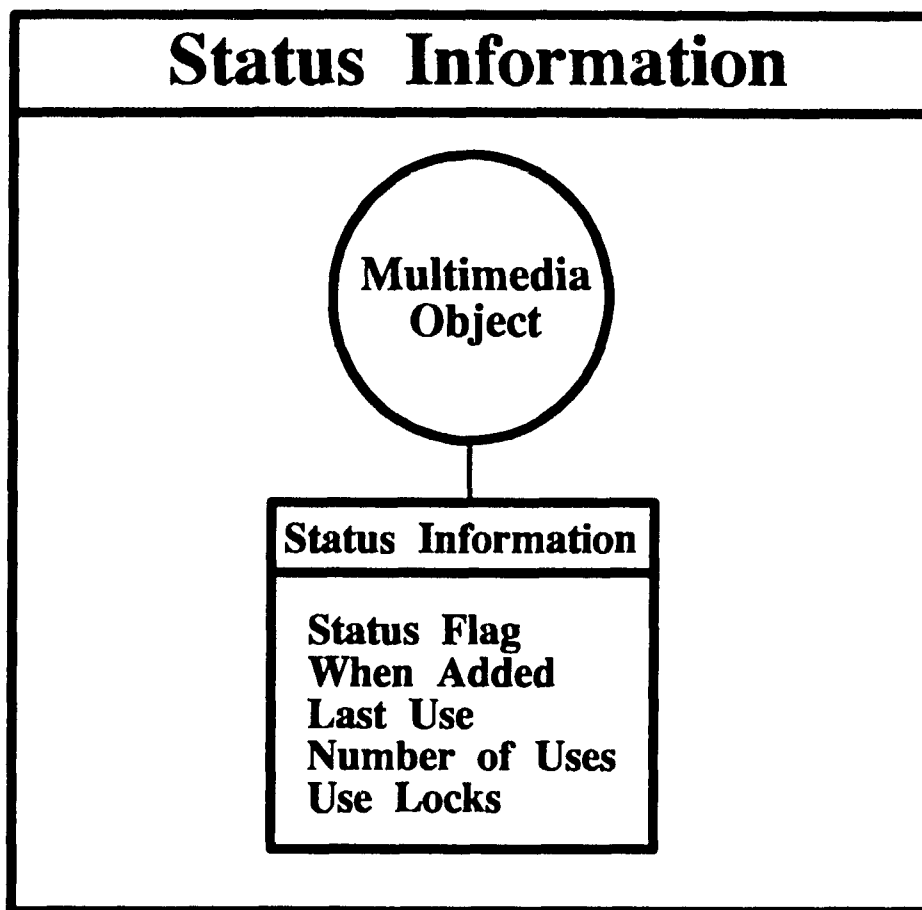 Status Information
Multimedia
Object
Status Information
Status Flag
When Added
Last Use
Number of Uses
Use Locks